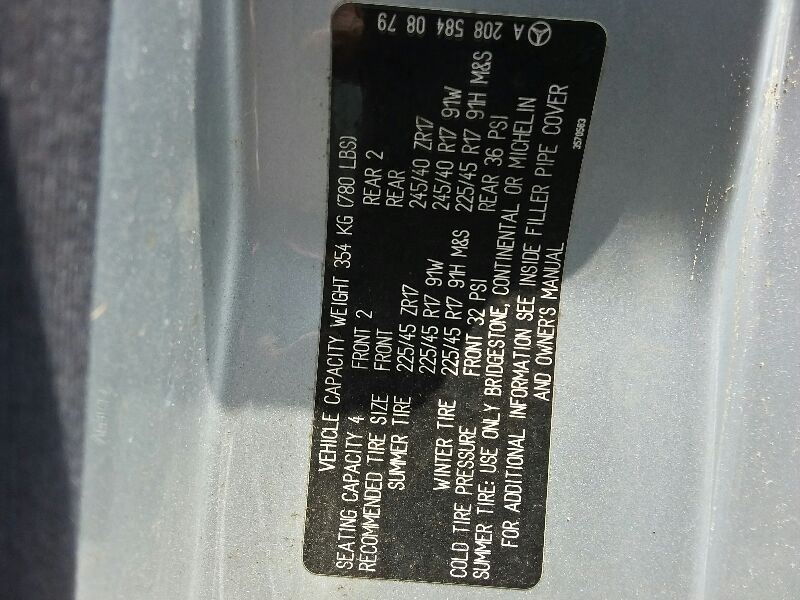 VEHICLE CAPACITY WEIGHT 354 KG (780 LBS)
SEATING CAPACITY 4 FRONT 2 REAR 2
RECOMMENDED TIRE SIZE FRONT REAR
SUMMER TIRE 225/45 ZR17 245/40 ZR17
225/45 R17 91W 245/40 R17 91W
WINTER TIRE 225/45 R17 91H M&S 225/45 R17 91H M&S
COLD TIRE PRESSURE FRONT 32 PSI REAR 36 PSI
SUMMER TIRE: USE ONLY BRIDGESTONE, CONTINENTAL OR MICHELIN
FOR ADDITIONAL INFORMATION SEE INSIDE FILLER PIPE COVER
AND OWNER'S MANUAL
3570583
A 208 584 08 79